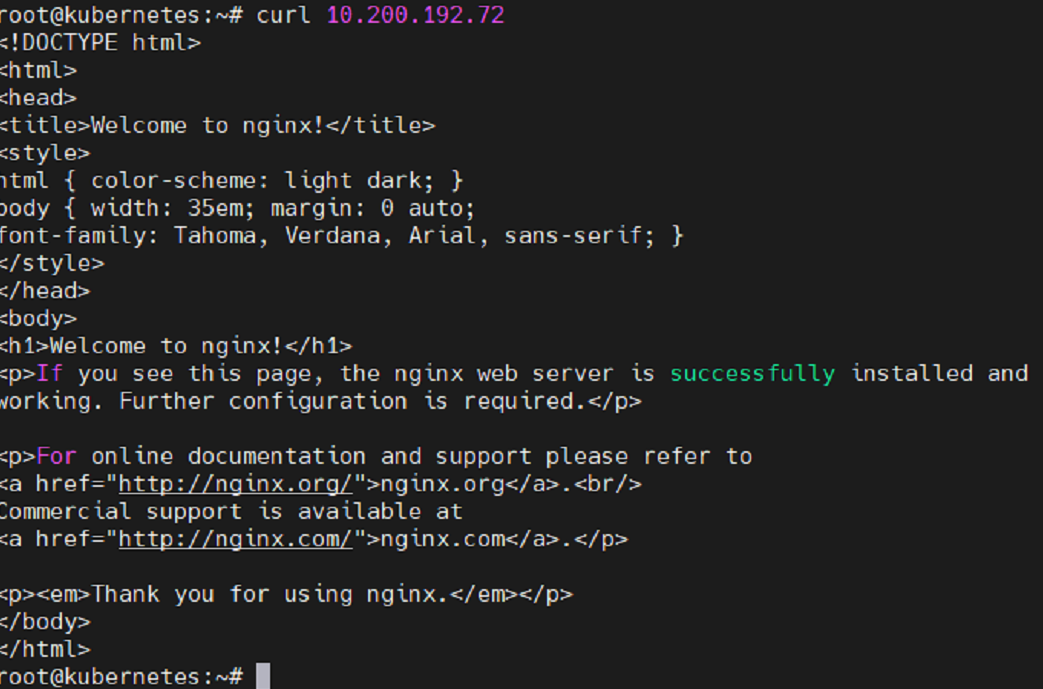 root@kubernetes:~# curl 10.200.192.72
<!DOCTYPE html>
<html>
<head>
<title>Welcome to nginx!</title>
<style>
html { color-scheme: light dark; }
body { width: 35em; margin: 0 auto;
font-family: Tahoma, Verdana, Arial, sans-serif; }
</style>
</head>
<body>
<h1>Welcome to nginx!</h1>
<p>If you see this page, the nginx web server is successfully installed and
working. Further configuration is required.</p>

<p>For online documentation and support please refer to
<a href="http://nginx.org/">nginx.org</a>.<br/>
Commercial support is available at
<a href="http://nginx.com/">nginx.com</a>.</p>

<p><em>Thank you for using nginx.</em></p>
</body>
</html>
root@kubernetes:~#